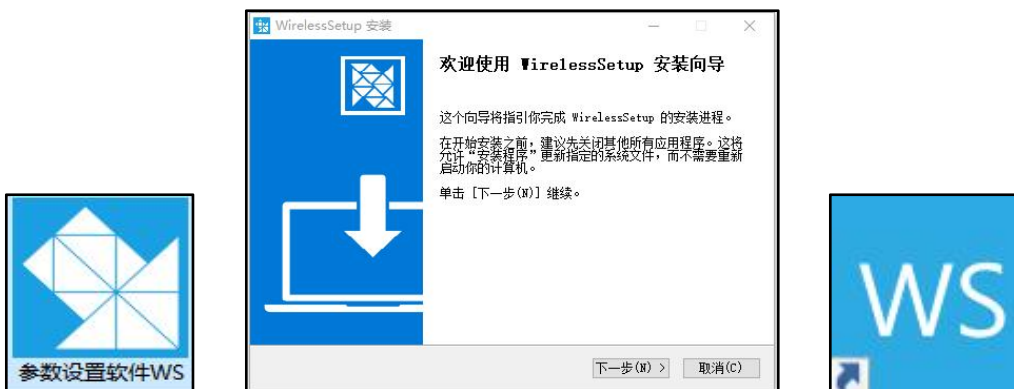 参数设置软件WS
WirelessSetup 安装
欢迎使用 WirelessSetup 安装向导
这个向导将指引你完成 WirelessSetup 的安装进程。
在开始安装之前，建议先关闭其他所有应用程序。这将
允许“安装程序”更新指定的系统文件，而不需要重新
启动你的计算机。
单击 [下一步(N)] 继续。
下一步(N) >
取消(C)
WS